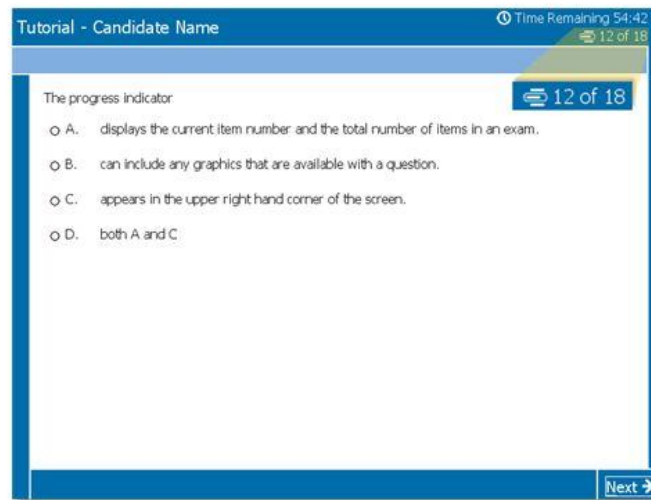 Tutorial - Candidate Name
Time Remaining 54:42
12 of 18
12 of 18
The progress indicator
A. displays the current item number and the total number of items in an exam.
B. can include any graphics that are available with a question.
C. appears in the upper right hand corner of the screen.
D. both A and C
Next